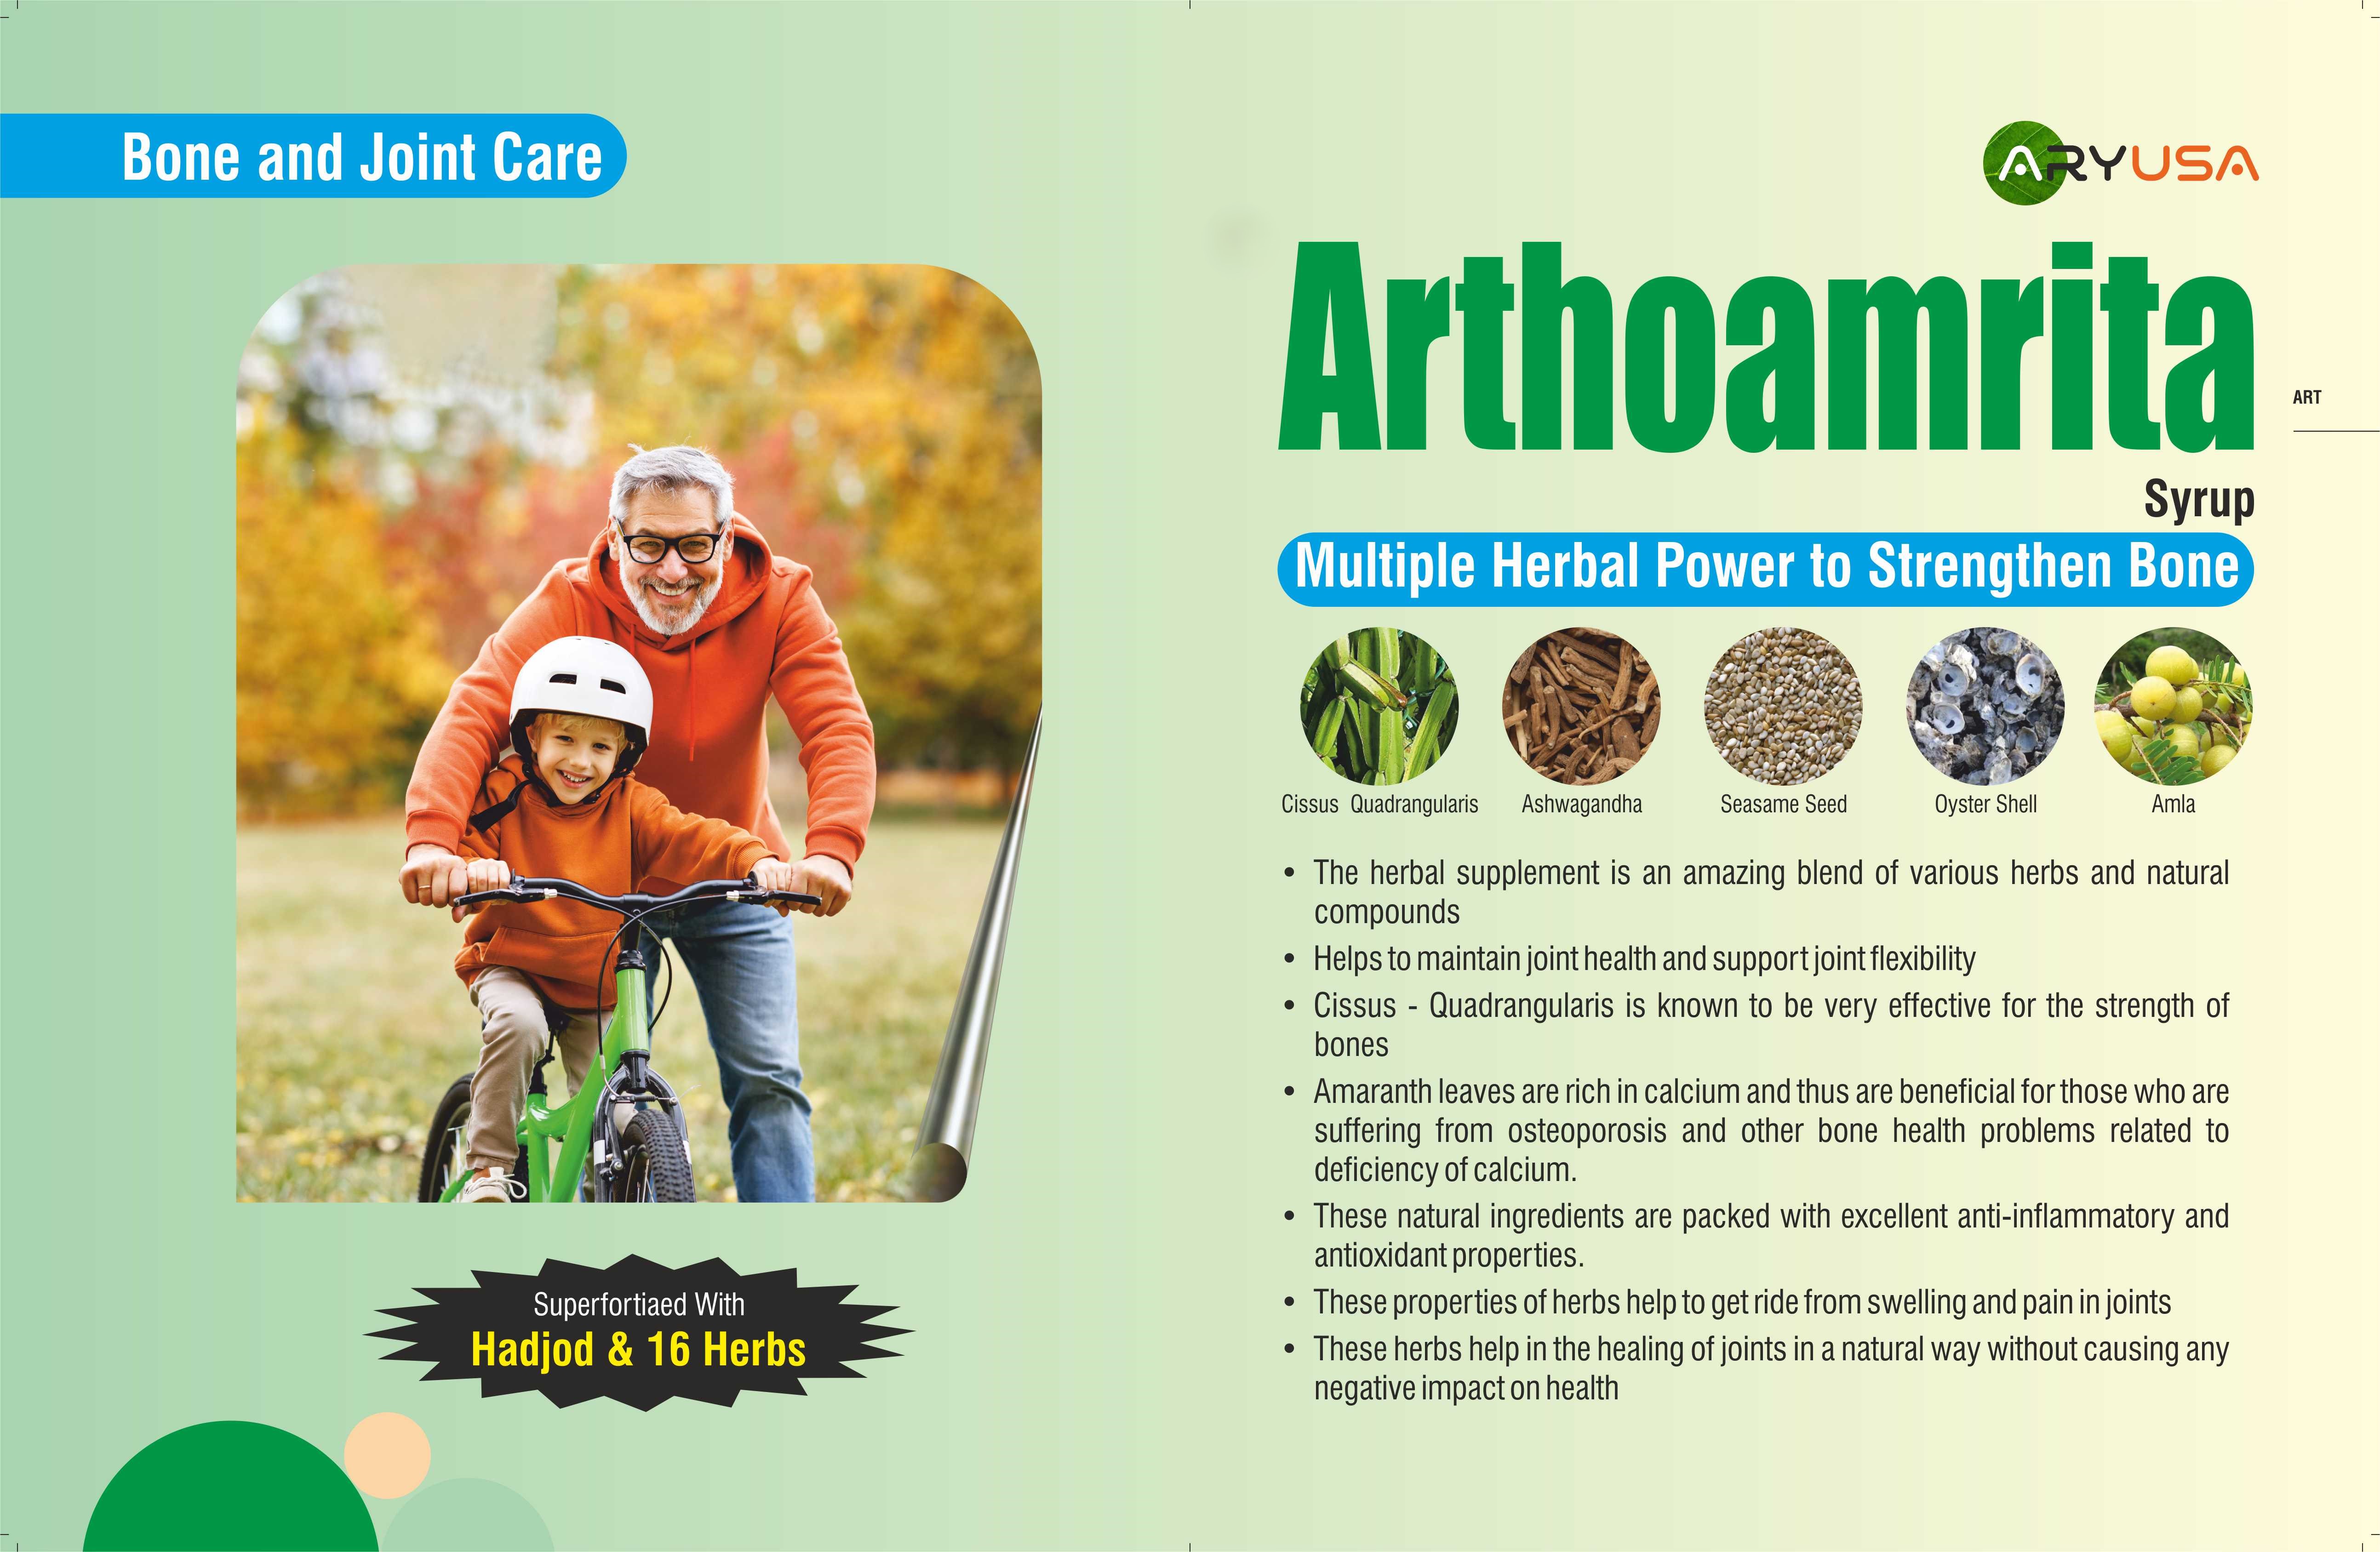 Bone and Joint Care
Superfortiaed With
Hadjod & 16 Herbs
ARYUSA
Arthoamrita
ART
Syrup
Multiple Herbal Power to Strengthen Bone
Cissus Quadrangularis
Ashwagandha
Seasame Seed
Oyster Shell
Amla
• The herbal supplement is an amazing blend of various herbs and natural
compounds
• Helps to maintain joint health and support joint flexibility
• Cissus - Quadrangularis is known to be very effective for the strength of
bones
• Amaranth leaves are rich in calcium and thus are beneficial for those who are
suffering from osteoporosis and other bone health problems related to
deficiency of calcium.
• These natural ingredients are packed with excellent anti-inflammatory and
antioxidant properties.
• These properties of herbs help to get ride from swelling and pain in joints
• These herbs help in the healing of joints in a natural way without causing any
negative impact on health